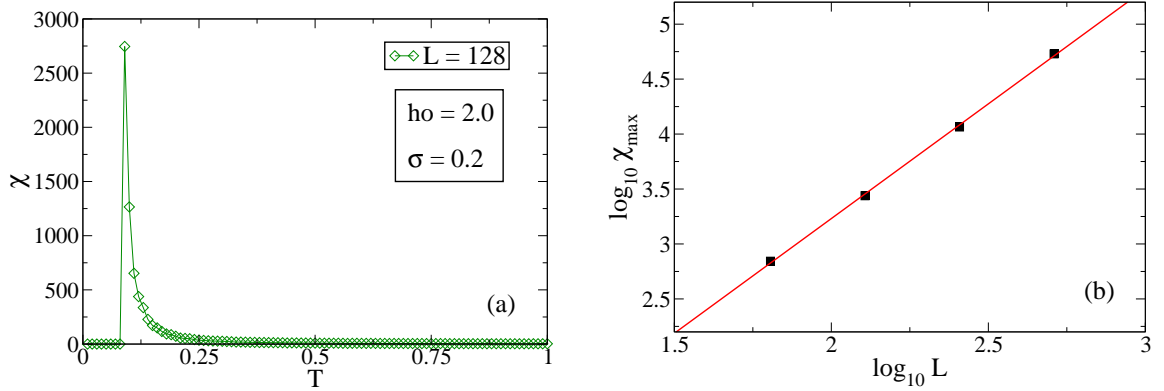 3000
2500
2000
1500
1000
500
0
χ
L = 128
ho = 2.0
σ = 0.2
(a)
0 0.25 0.5 0.75 1
T
5
4.5
4
3.5
3
2.5
log₁₀ χmax
(b)
1.5 2 2.5 3
log₁₀ L